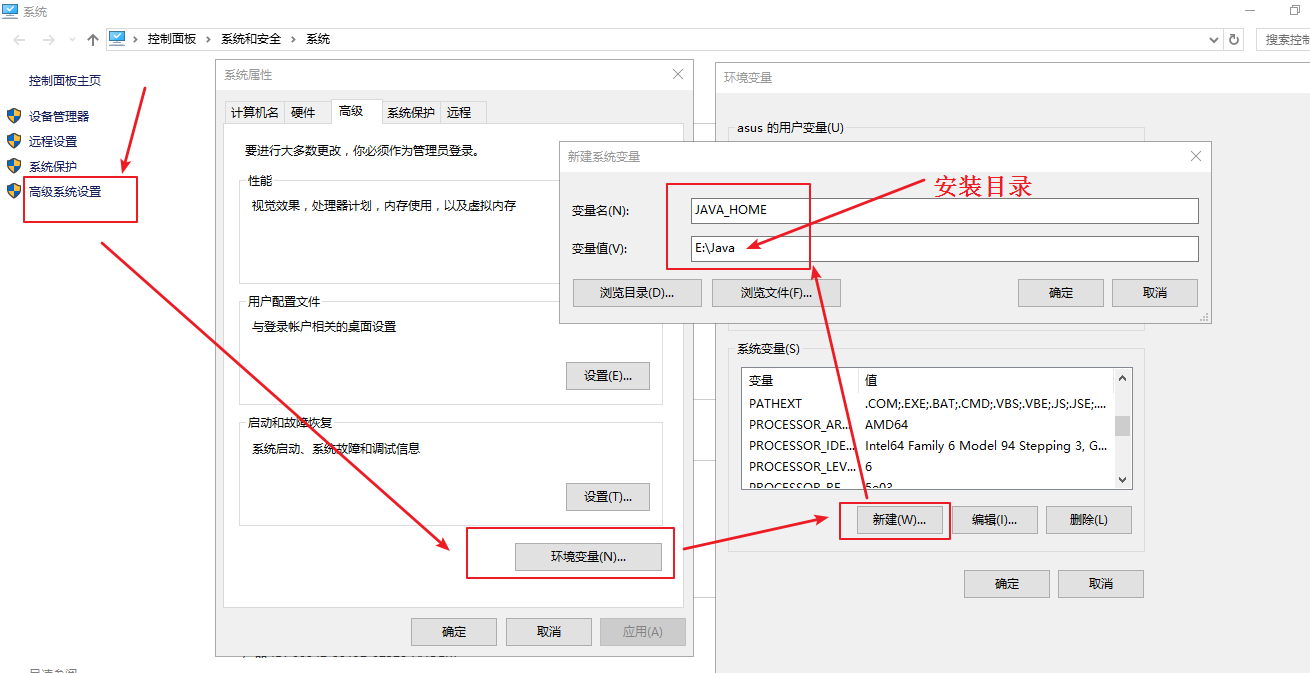 系统
控制面板 › 系统和安全 › 系统
搜索控制
控制面板主页
设备管理器
远程设置
系统保护
高级系统设置
系统属性
计算机名 硬件 高级 系统保护 远程
要进行大多数更改，你必须作为管理员登录。
性能
视觉效果，处理器计划，内存使用，以及虚拟内存
用户配置文件
与登录帐户相关的桌面设置
设置(E)...
启动和故障恢复
系统启动、系统故障和调试信息
设置(T)...
环境变量(N)...
确定 取消 应用(A)
环境变量
asus 的用户变量(U)
新建系统变量
安装目录
变量名(N): JAVA_HOME
变量值(V): E:\Java
浏览目录(D)... 浏览文件(F)... 确定 取消
系统变量(S)
变量 值
PATHEXT .COM;.EXE;.BAT;.CMD;.VBS;.VBE;.JS;.JSE;....
PROCESSOR_AR... AMD64
PROCESSOR_IDE... Intel64 Family 6 Model 94 Stepping 3, G...
PROCESSOR_LEV... 6
PROCESSOR_RE... 5e03
新建(W)... 编辑(I)... 删除(L)
确定 取消